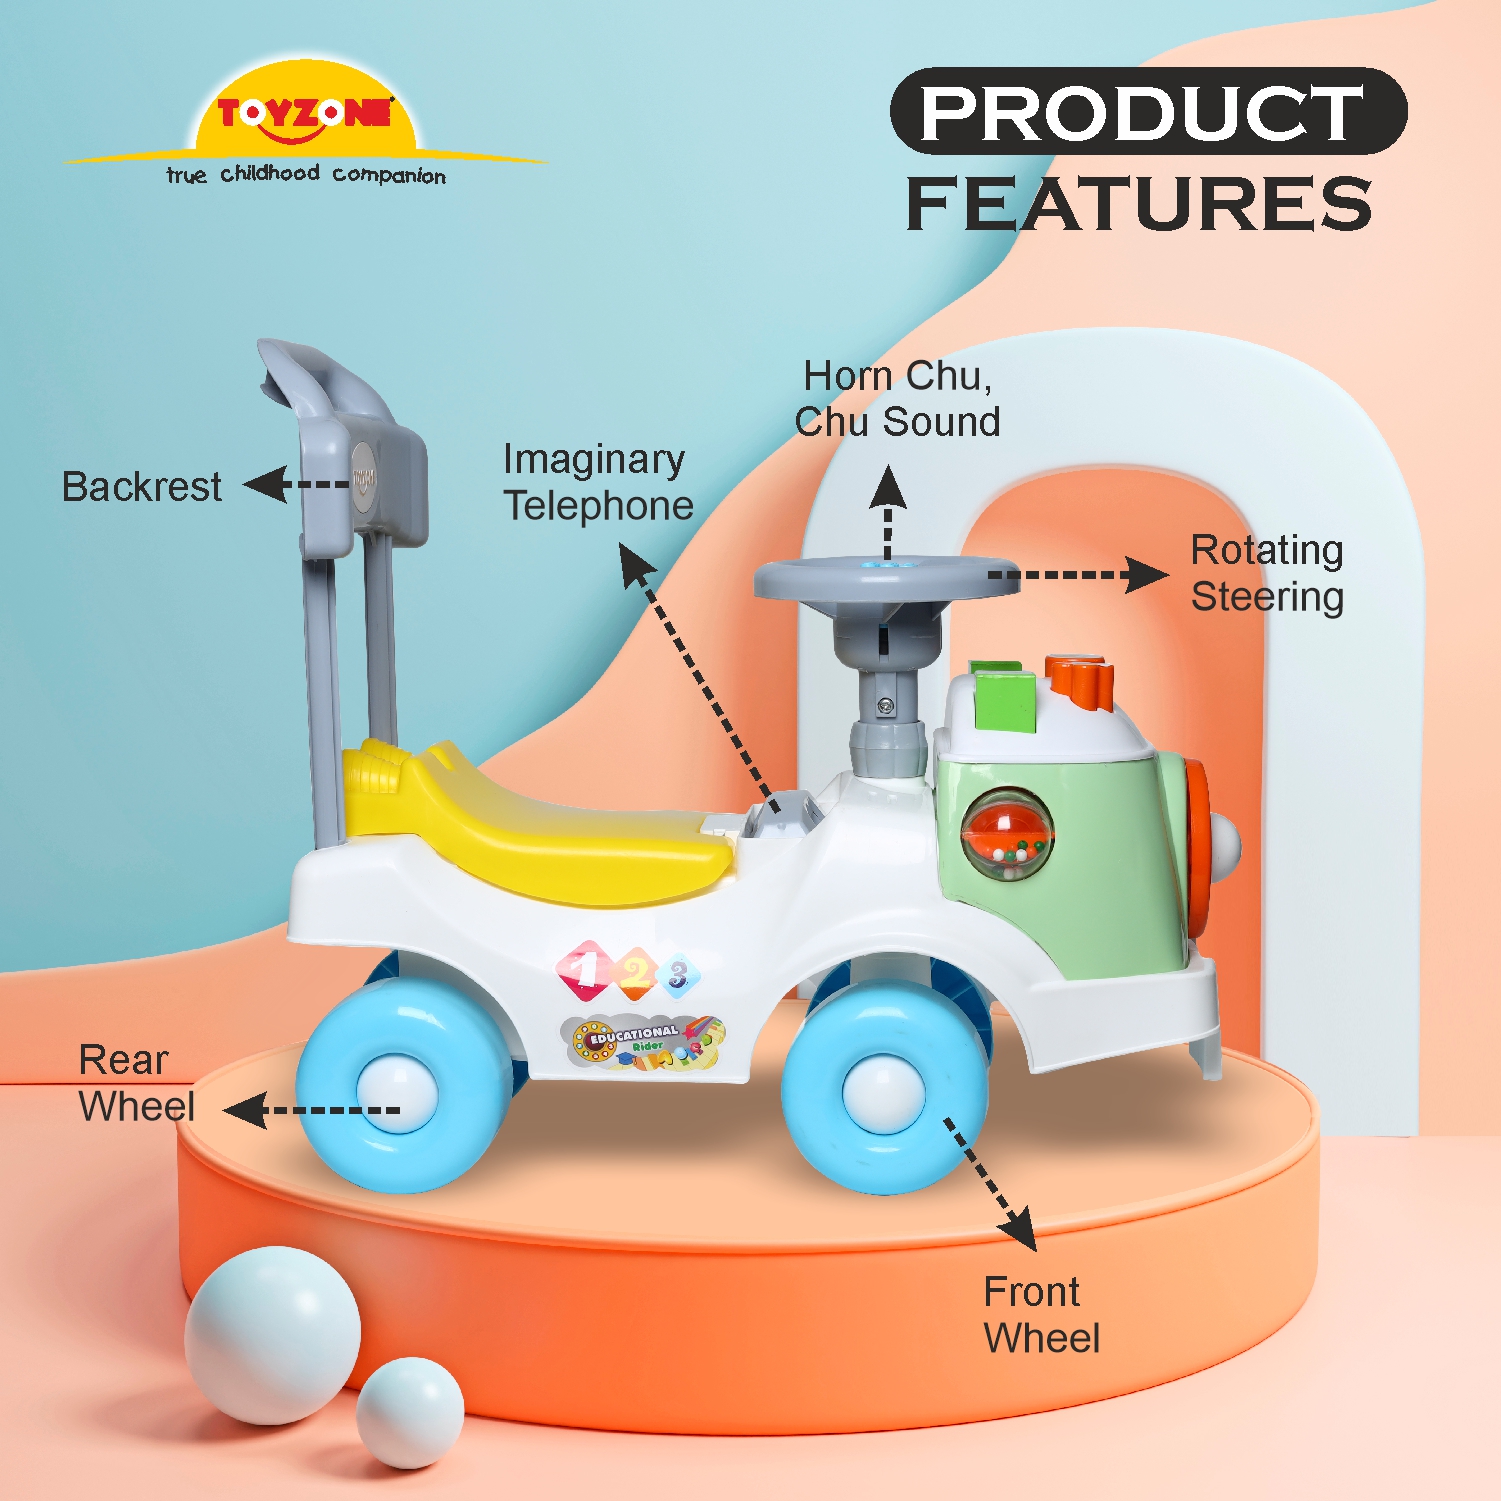 TOYZONE
true childhood companion
PRODUCT
FEATURES
Horn Chu,
Chu Sound
Imaginary
Telephone
Backrest
Rotating
Steering
1 2 3
EDUCATIONAL
Rider
Rear
Wheel
Front
Wheel